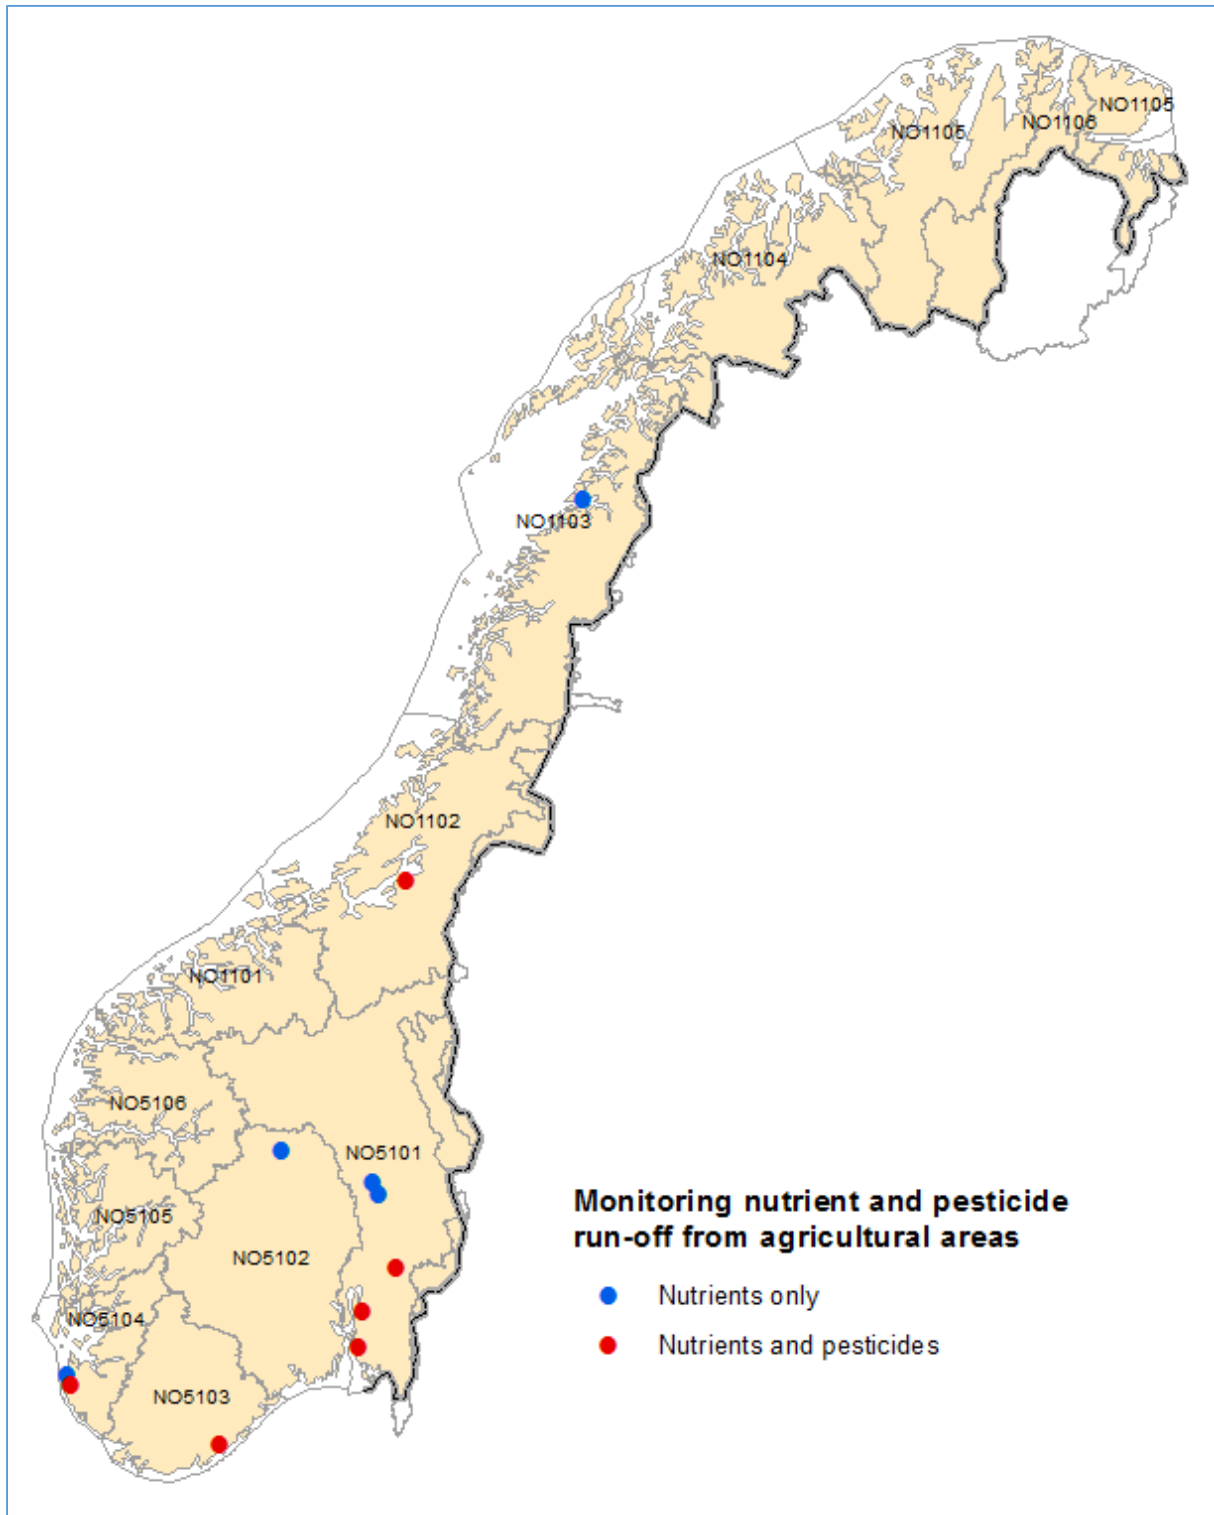 NO1105
NO1106
NO1105
NO1104
NO1103
NO1102
NO1101
NO5106
NO5101
NO5105
NO5102
NO5104
NO5103
Monitoring nutrient and pesticide
run-off from agricultural areas
Nutrients only
Nutrients and pesticides